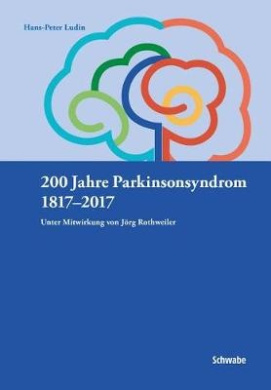 Hans-Peter Ludin
200 Jahre Parkinsonsyndrom
1817–2017
Unter Mitwirkung von Jörg Rothweiler
Schwabe